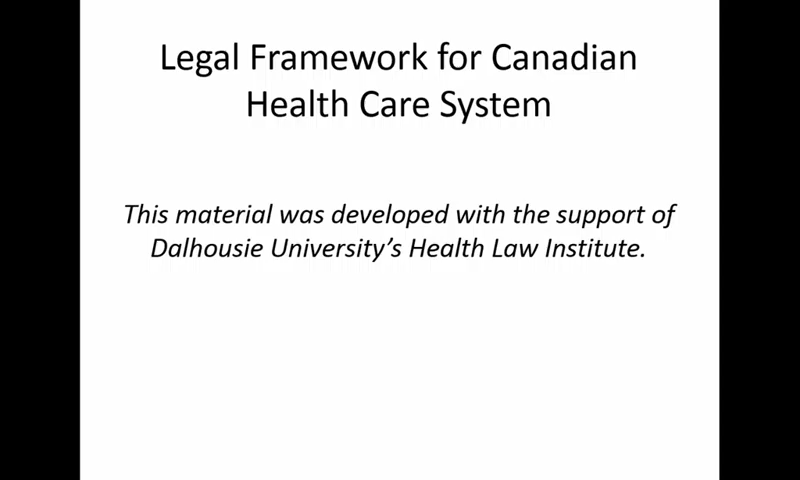 Legal Framework for Canadian
Health Care System
This material was developed with the support of
Dalhousie University's Health Law Institute.